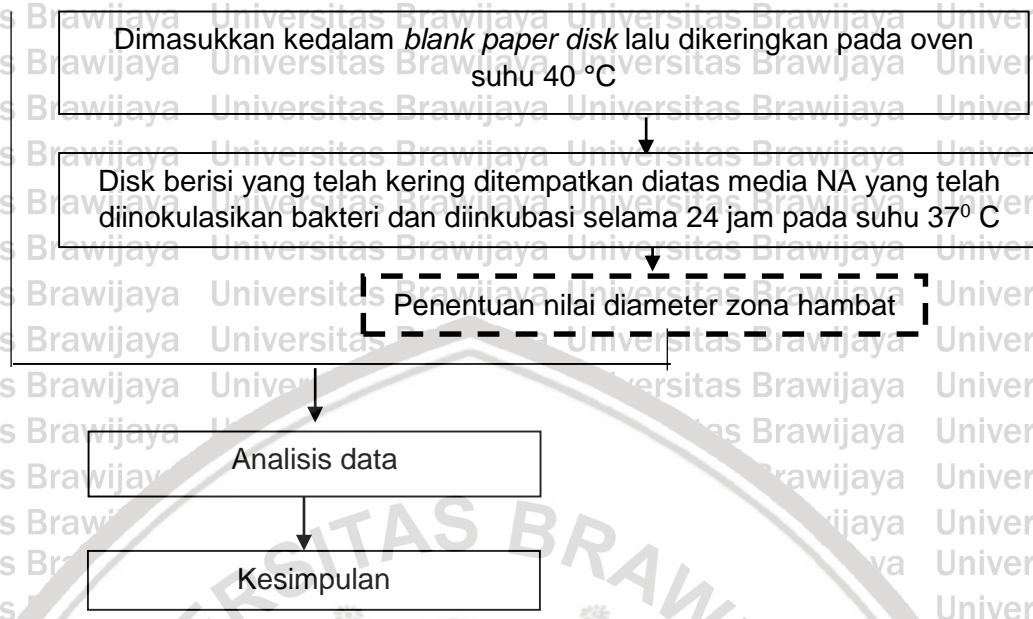 Dimasukkan kedalam blank paper disk lalu dikeringkan pada oven
suhu 40 °C
Disk berisi yang telah kering ditempatkan diatas media NA yang telah
diinokulasikan bakteri dan diinkubasi selama 24 jam pada suhu 37⁰ C
Penentuan nilai diameter zona hambat
Analisis data
Kesimpulan